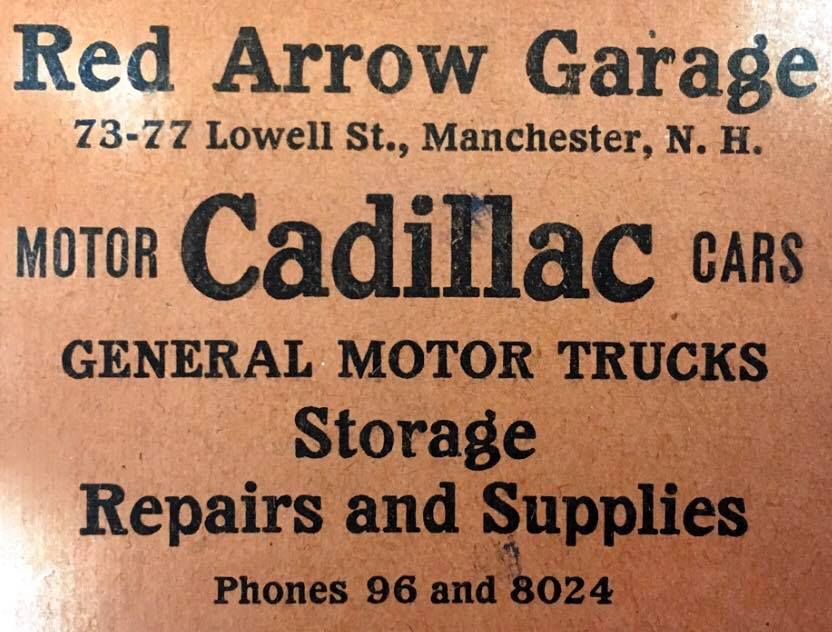 Red Arrow Garage
73-77 Lowell St., Manchester, N. H.
MOTOR Cadillac CARS
GENERAL MOTOR TRUCKS
Storage
Repairs and Supplies
Phones 96 and 8024